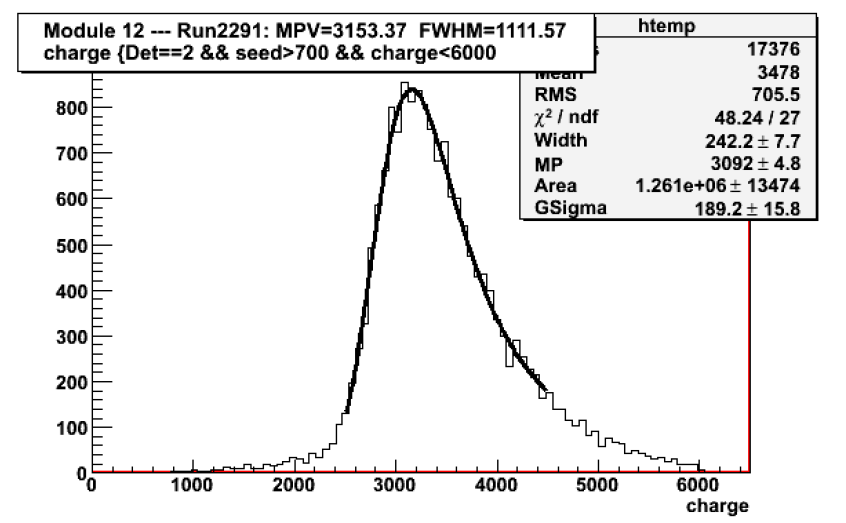 Module 12 --- Run2291: MPV=3153.37 FWHM=1111.57
charge {Det==2 && seed>700 && charge<6000
htemp
17376
Mean 3478
RMS 705.5
χ² / ndf 48.24 / 27
Width 242.2 ± 7.7
MP 3092 ± 4.8
Area 1.261e+06 ± 13474
GSigma 189.2 ± 15.8
800
700
600
500
400
300
200
100
0
0 1000 2000 3000 4000 5000 6000
charge